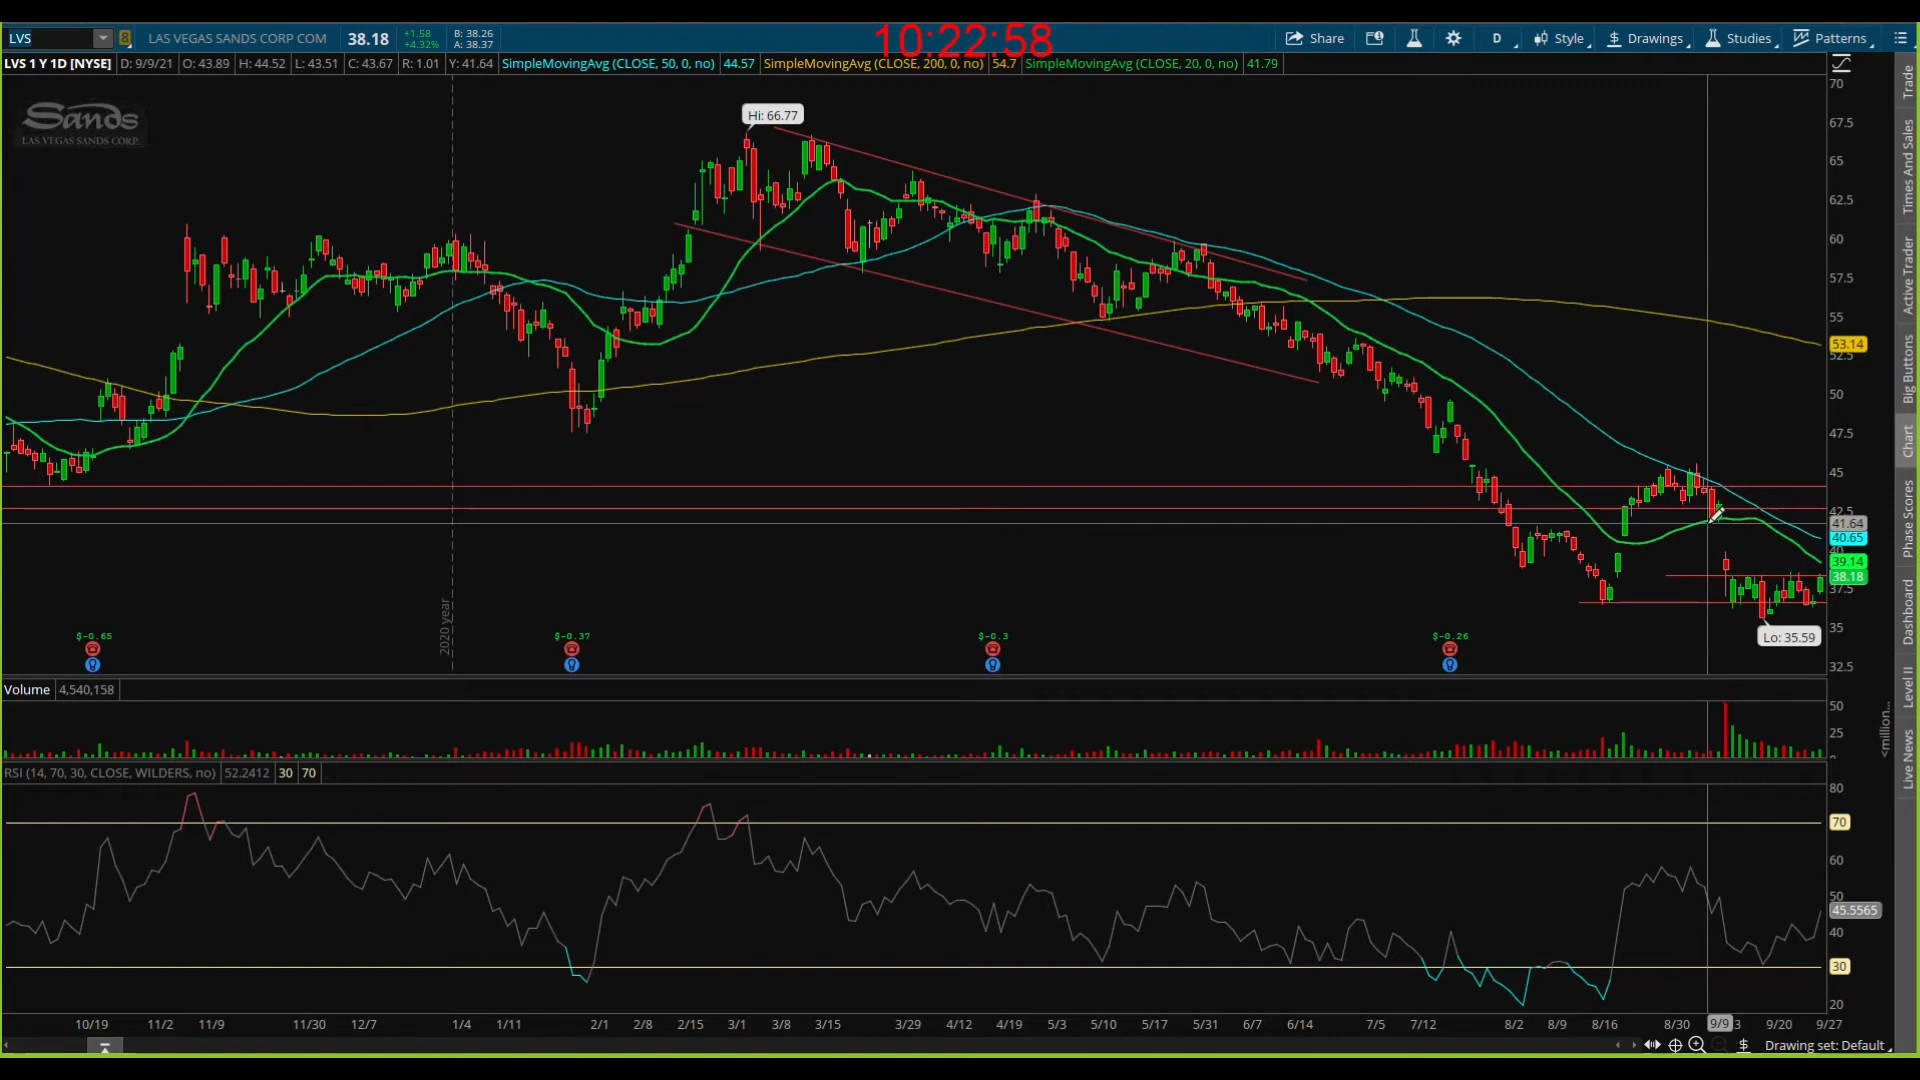 10:22:58
LVS 8 LAS VEGAS SANDS CORP COM 38.18 +1.58 +4.32% B: 38.26 A: 38.37 Share D Style Drawings Studies Patterns
LVS 1 Y 1D [NYSE] D: 9/9/21 O: 43.89 H: 44.52 L: 43.51 C: 43.67 R: 1.01 Y: 41.64 SimpleMovingAvg (CLOSE, 50, 0, no) 44.57 SimpleMovingAvg (CLOSE, 200, 0, no) 54.7 SimpleMovingAvg (CLOSE, 20, 0, no) 41.79
Sands
LAS VEGAS SANDS CORP.
Hi: 66.77
Lo: 35.59
2020 year
$-0.65 $-0.37 $-0.3 $-0.26
70
67.5
65
62.5
60
57.5
55
53.14
52.5
50
47.5
45
42.5
41.64
40.65
40
39.14
38.18
37.5
35
32.5
Volume 4,540,158
50
25
<million...
RSI (14, 70, 30, CLOSE, WILDERS, no) 52.2412 30 70
80
70
60
50
45.5565
40
30
20
10/19 11/2 11/9 11/30 12/7 1/4 1/11 2/1 2/8 2/15 3/1 3/8 3/15 3/29 4/12 4/19 5/3 5/10 5/17 5/31 6/7 6/14 7/5 7/12 8/2 8/9 8/16 8/30 9/9 3 9/20 9/27
Drawing set: Default
Trade
Times And Sales
Active Trader
Big Buttons
Chart
Phase Scores
Dashboard
Level II
Live News